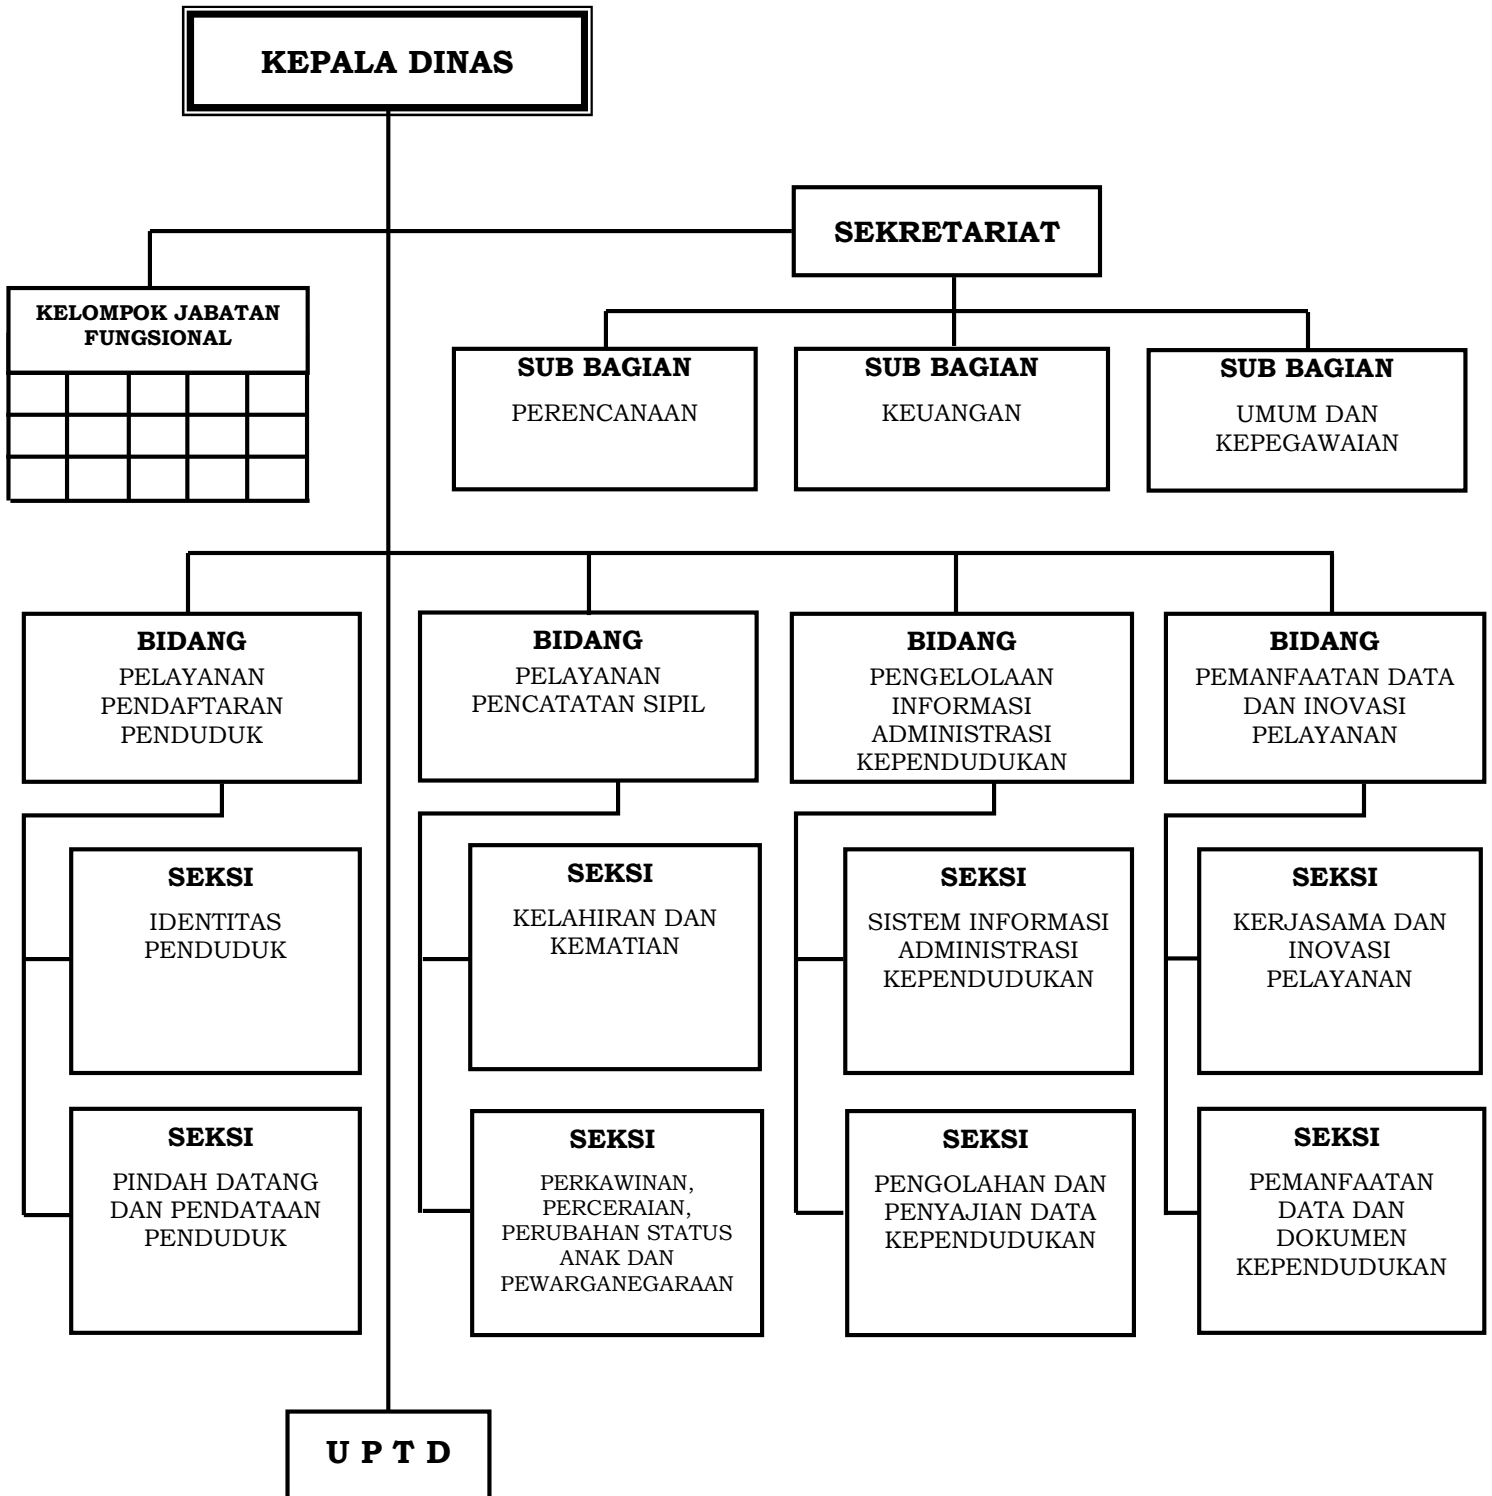 KEPALA DINAS
SEKRETARIAT
KELOMPOK JABATAN
FUNGSIONAL
SUB BAGIAN
PERENCANAAN
SUB BAGIAN
KEUANGAN
SUB BAGIAN
UMUM DAN
KEPEGAWAIAN
BIDANG
PELAYANAN
PENDAFTARAN
PENDUDUK
BIDANG
PELAYANAN
PENCATATAN SIPIL
BIDANG
PENGELOLAAN
INFORMASI
ADMINISTRASI
KEPENDUDUKAN
BIDANG
PEMANFAATAN DATA
DAN INOVASI
PELAYANAN
SEKSI
IDENTITAS
PENDUDUK
SEKSI
KELAHIRAN DAN
KEMATIAN
SEKSI
SISTEM INFORMASI
ADMINISTRASI
KEPENDUDUKAN
SEKSI
KERJASAMA DAN
INOVASI
PELAYANAN
SEKSI
PINDAH DATANG
DAN PENDATAAN
PENDUDUK
SEKSI
PERKAWINAN,
PERCERAIAN,
PERUBAHAN STATUS
ANAK DAN
PEWARGANEGARAAN
SEKSI
PENGOLAHAN DAN
PENYAJIAN DATA
KEPENDUDUKAN
SEKSI
PEMANFAATAN
DATA DAN
DOKUMEN
KEPENDUDUKAN
U P T D